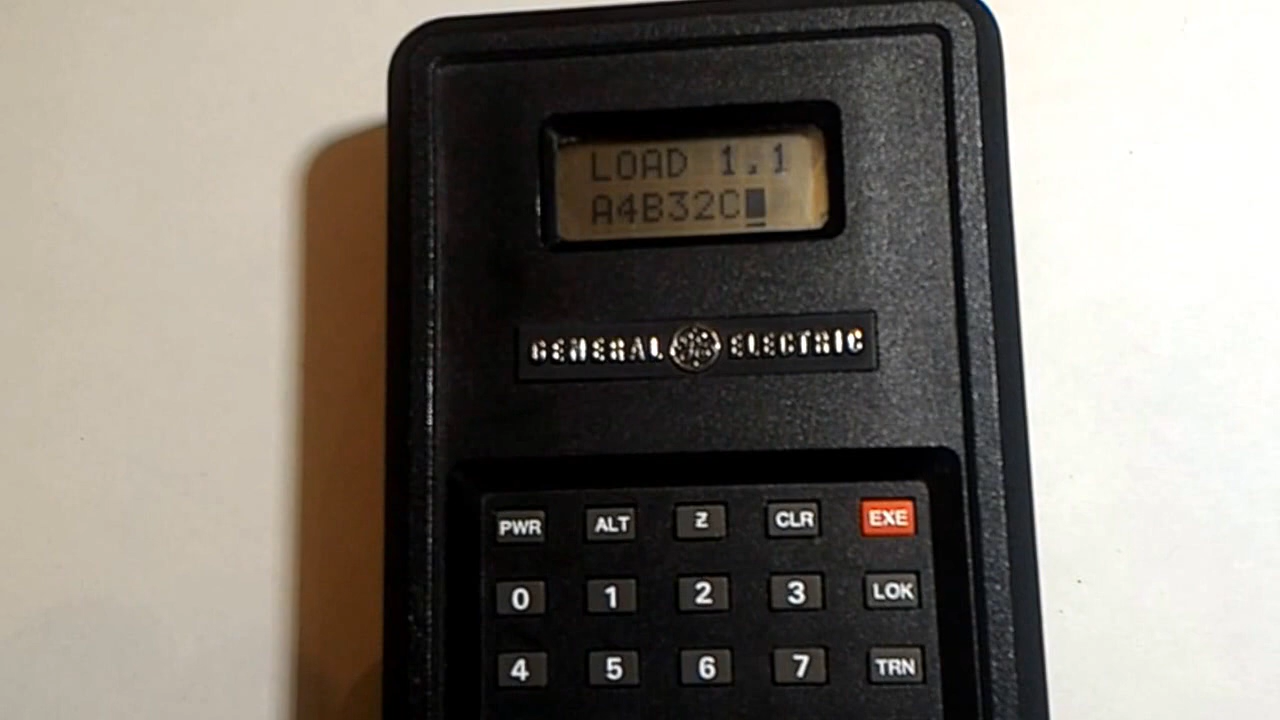 LOAD 1.1
A4B32C
GENERAL ELECTRIC
PWR ALT Z CLR EXE
0 1 2 3 LOK
4 5 6 7 TRN